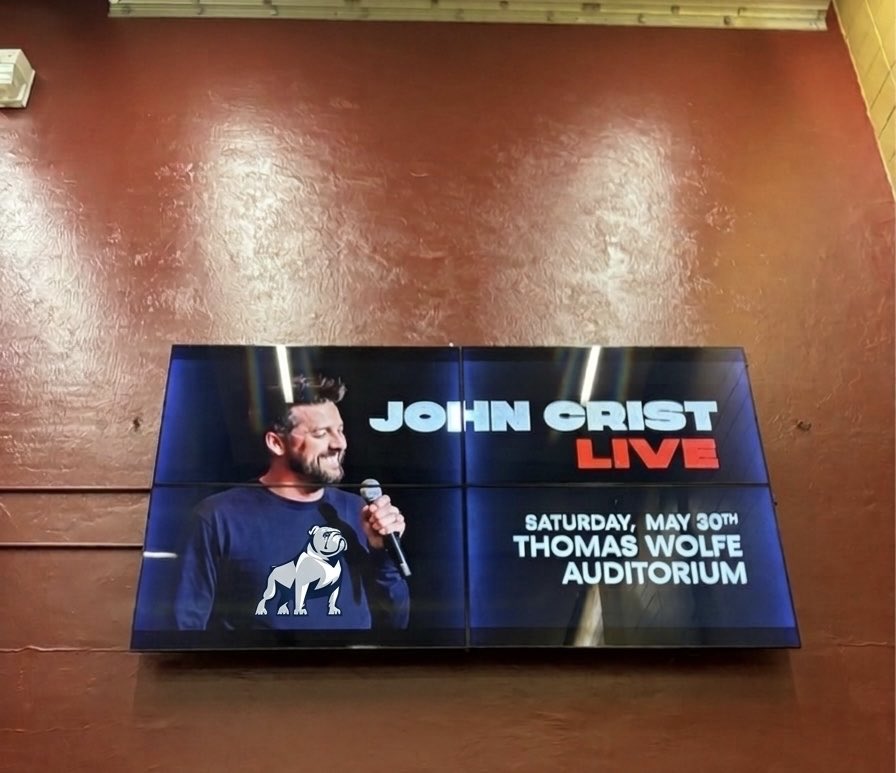 JOHN CRIST
LIVE
SATURDAY, MAY 30TH
THOMAS WOLFE
AUDITORIUM